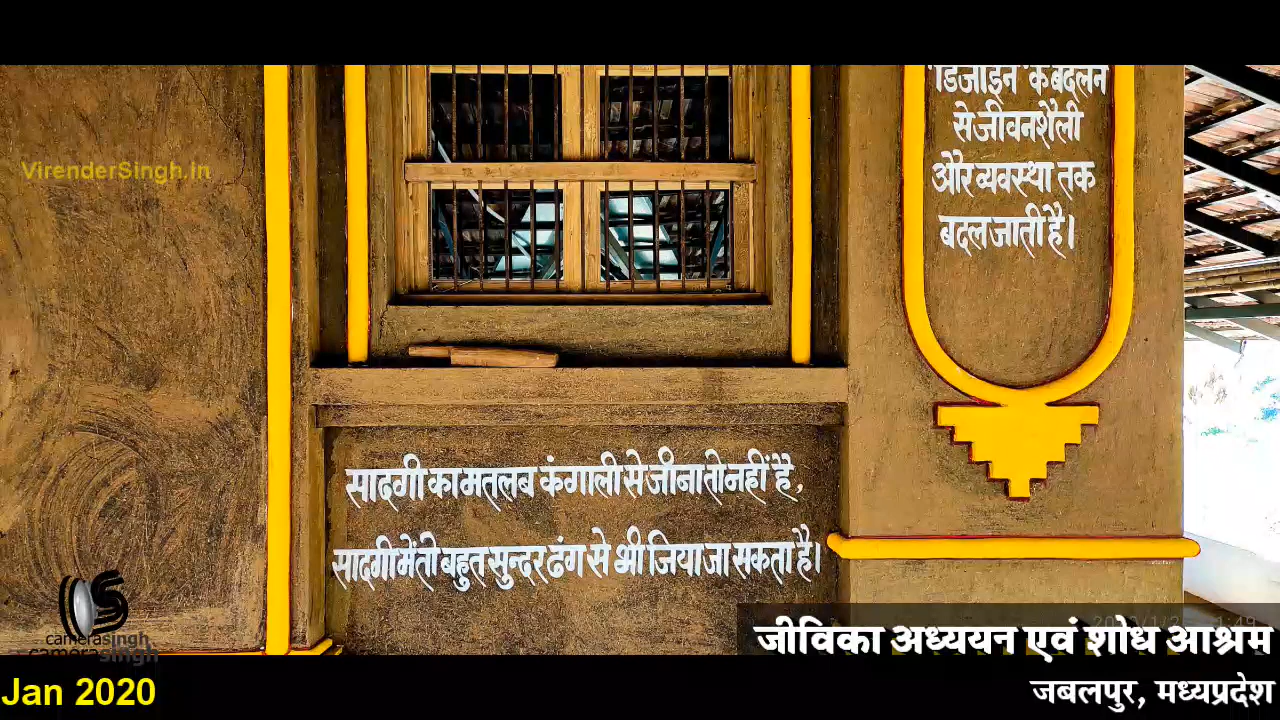 'डिजाइन' के बदलने
से जीवनशैली
और व्यवस्था तक
बदल जाती है।
VirenderSingh.in
सादगी का मतलब कंगाली से जीना तो नहीं है,
सादगी में तो बहुत सुन्दर ढंग से भी जिया जा सकता है।
camerasingh
camerasingh
जीविका अध्ययन एवं शोध आश्रम
Jan 2020
जबलपुर, मध्यप्रदेश